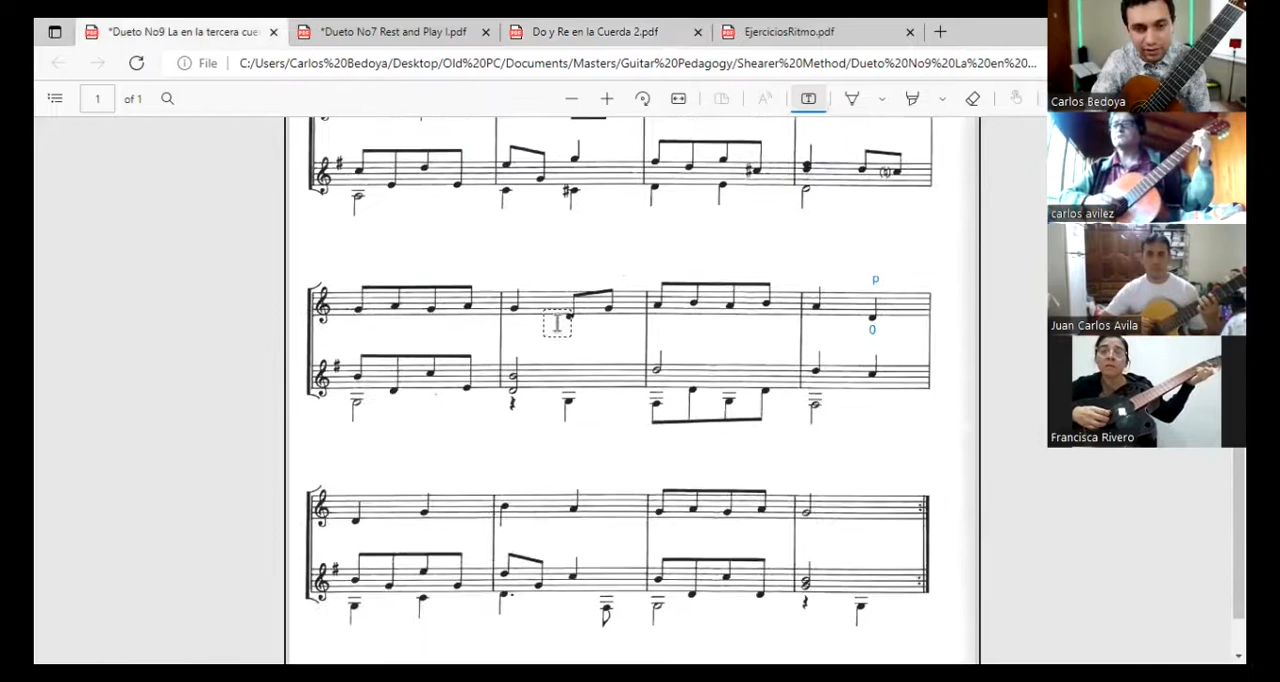 *Dueto No9 La en la tercera cue
*Dueto No7 Rest and Play I.pdf
Do y Re en la Cuerda 2.pdf
EjerciciosRitmo.pdf
File
C:/Users/Carlos%20Bedoya/Desktop/Old%20PC/Documents/Masters/Guitar%20Pedagogy/Shearer%20Method/Dueto%20No9%20La%20en%20...
1 of 1
Carlos Bedoya
carlos avilez
Juan Carlos Avila
Francisca Rivero
p
0